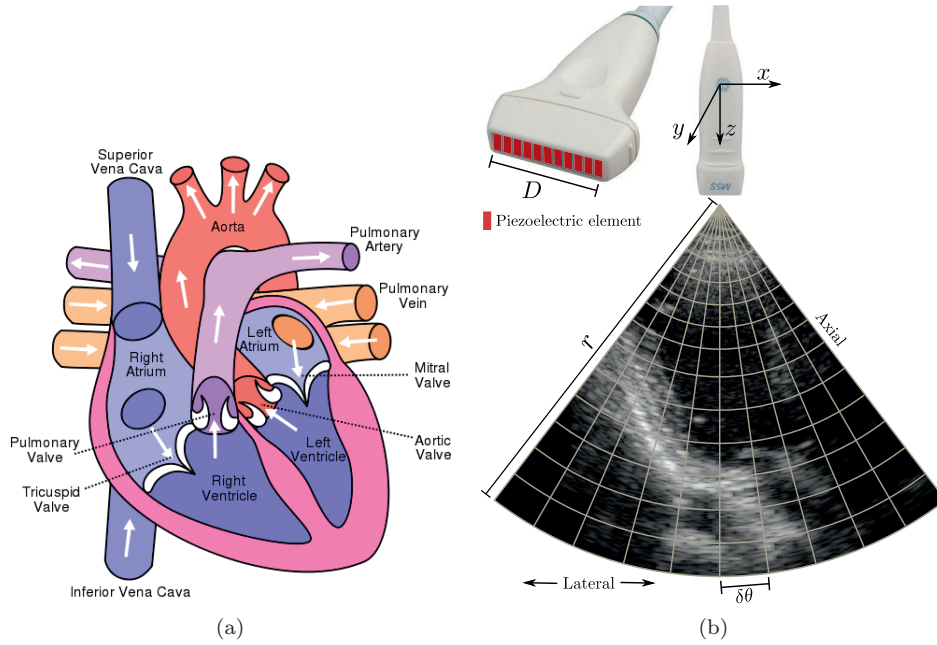 Superior
Vena Cava
Aorta
Pulmonary
Artery
Pulmonary
Vein
Left
Atrium
Right
Atrium
Mitral
Valve
Pulmonary
Valve
Left
Ventricle
Aortic
Valve
Right
Ventricle
Tricuspid
Valve
Inferior Vena Cava
(a)
D
Piezoelectric element
x
y
z
M5S
r
Axial
Lateral
δθ
(b)